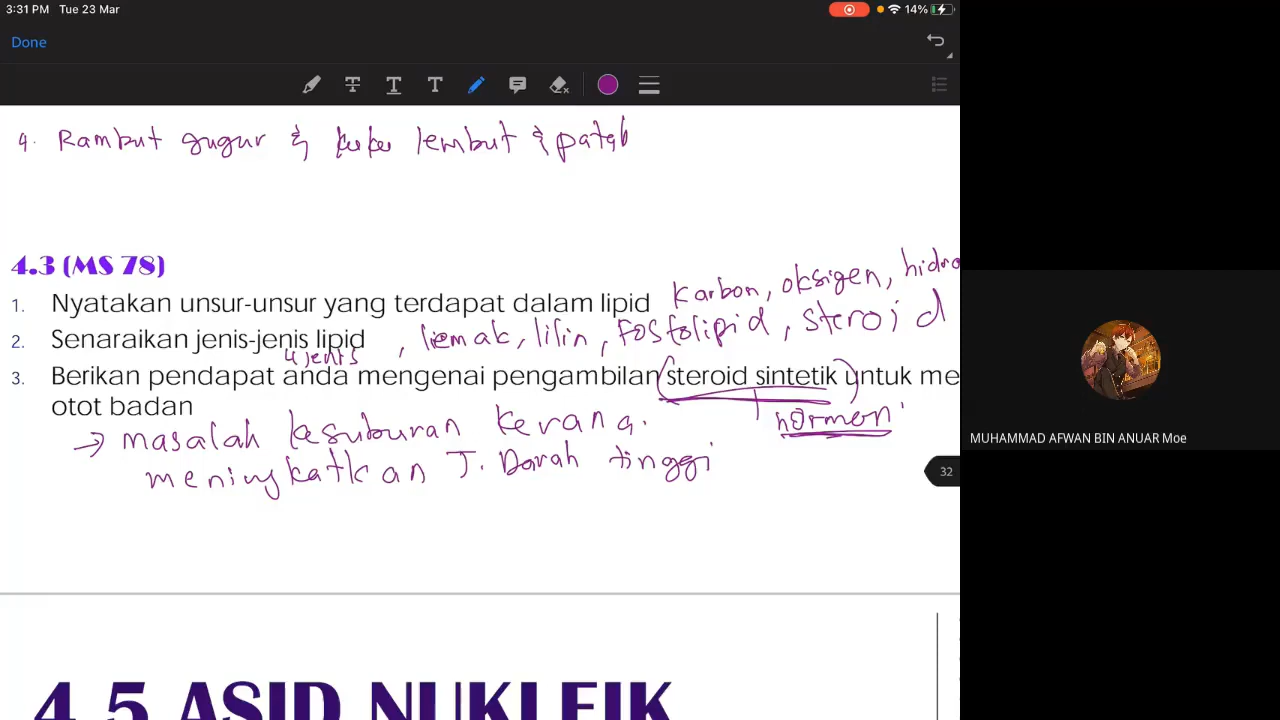 3:31 PM Tue 23 Mar
14%
Done
4. Rambut gugur & kuku lembut & patah
4.3 (MS 78)
1. Nyatakan unsur-unsur yang terdapat dalam lipid karbon, oksigen, hidro
2. Senaraikan jenis-jenis lipid , lemak, lilin, Fosfolipid, steroid
4 jenis
3. Berikan pendapat anda mengenai pengambilan (steroid sintetik) untuk me
otot badan
hormon
→ masalah kesuburan kerana.
meningkatkan T. Darah tinggi
32
MUHAMMAD AFWAN BIN ANUAR Moe
4.5 ASID NUKLEIK